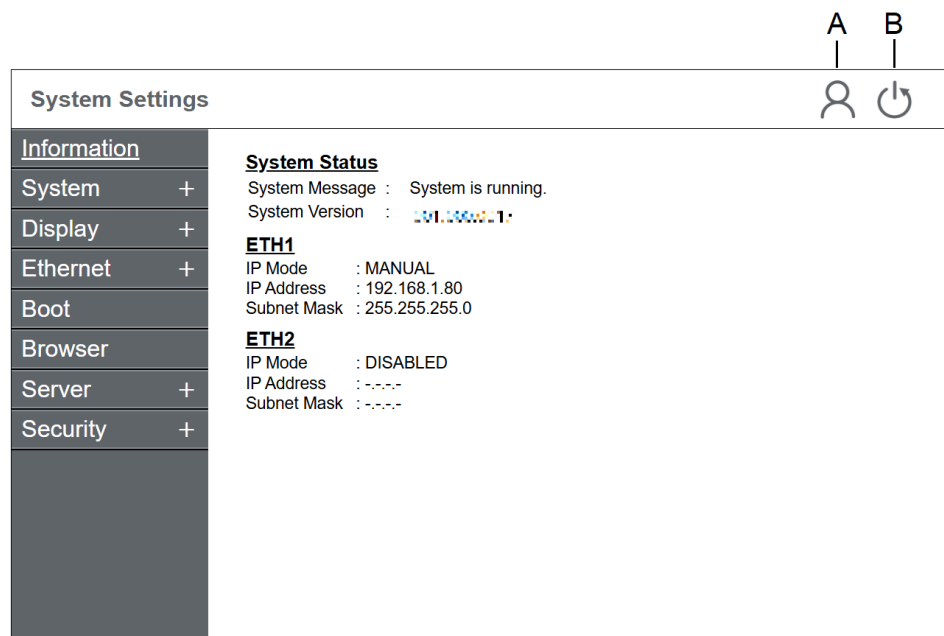 A B
System Settings
Information
System +
Display +
Ethernet +
Boot
Browser
Server +
Security +
System Status
System Message : System is running.
System Version :
ETH1
IP Mode : MANUAL
IP Address : 192.168.1.80
Subnet Mask : 255.255.255.0
ETH2
IP Mode : DISABLED
IP Address : -.-.-.-
Subnet Mask : -.-.-.-